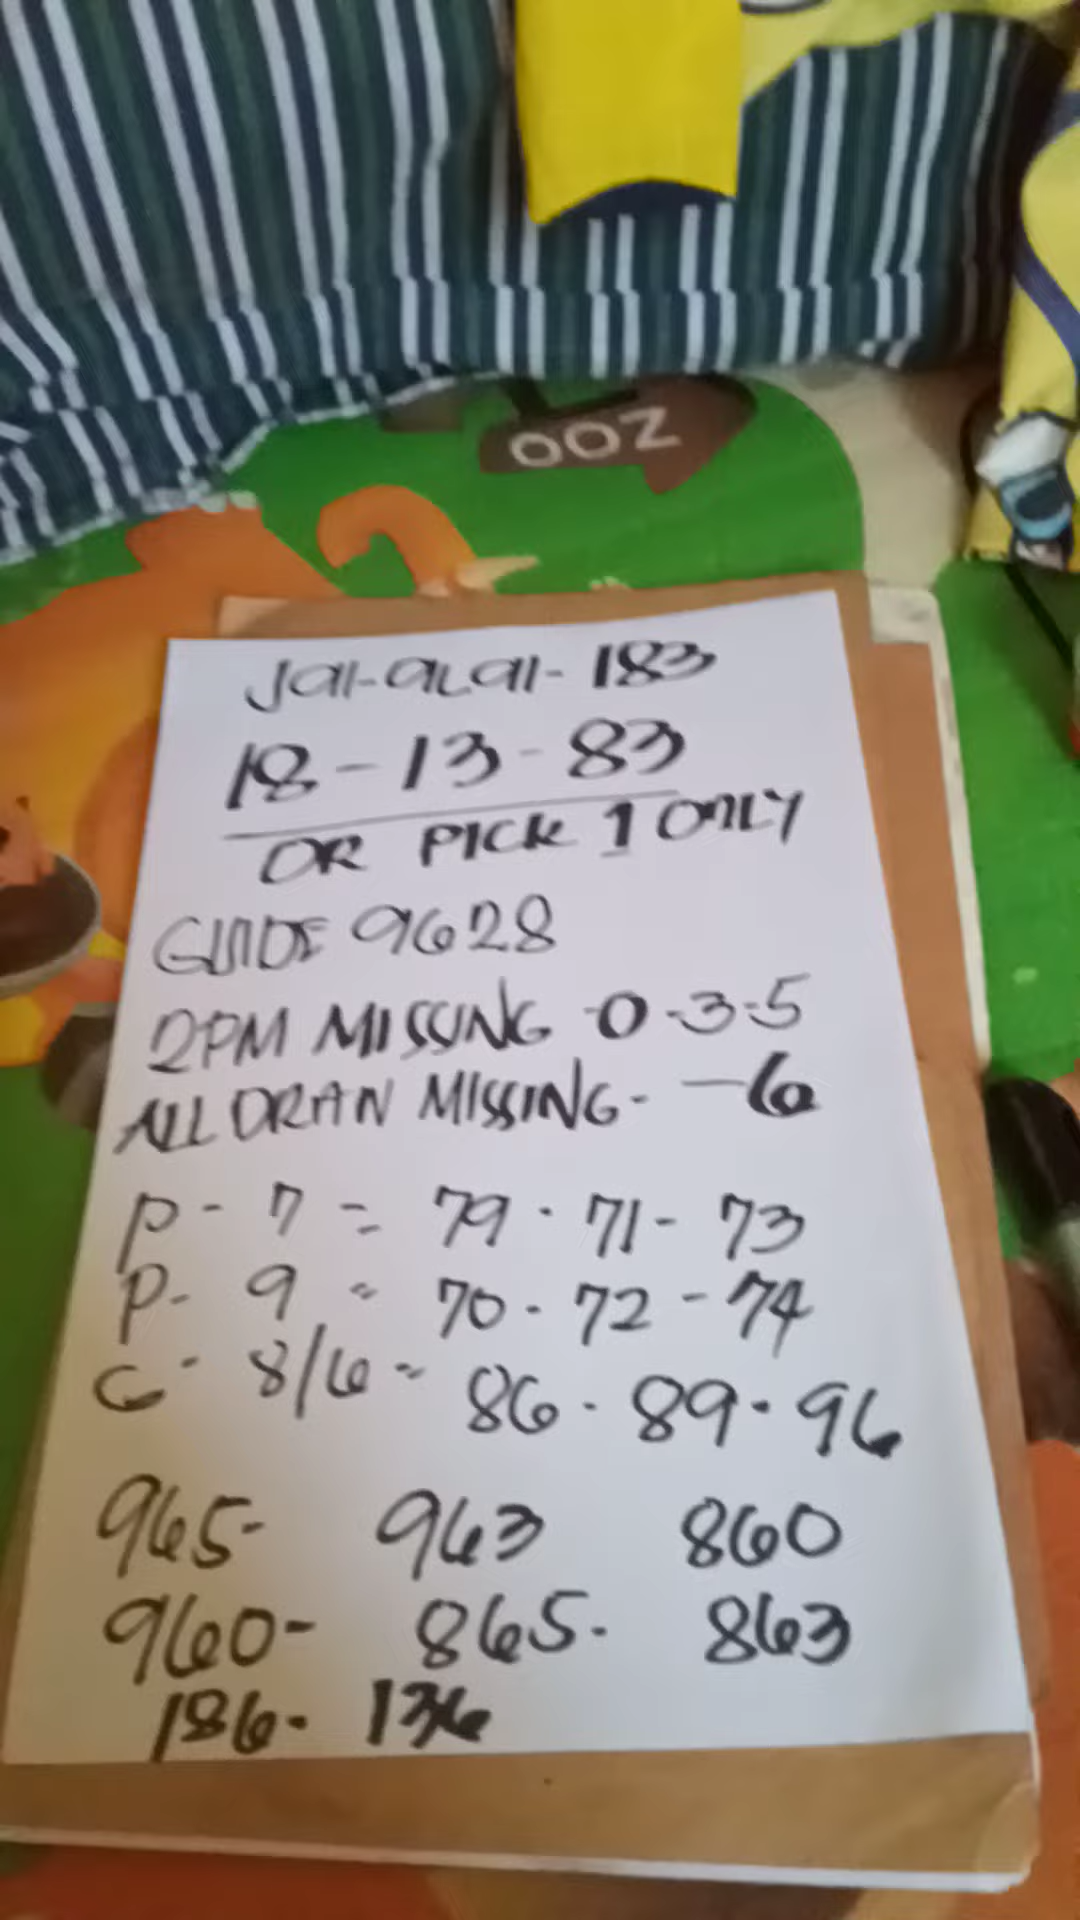 ZOO
Jai-alai- 183
18 - 13 - 83
OR PICK 1 ONLY
GUIDE 9628
2PM MISSING -0-3-5
ALL DRAN MISSING- -6
P - 7 = 79 - 71 - 73
P- 9 = 70 - 72 - 74
C - 8/6 = 86 - 89 - 96
965- 963 860
960- 865- 863
186- 136